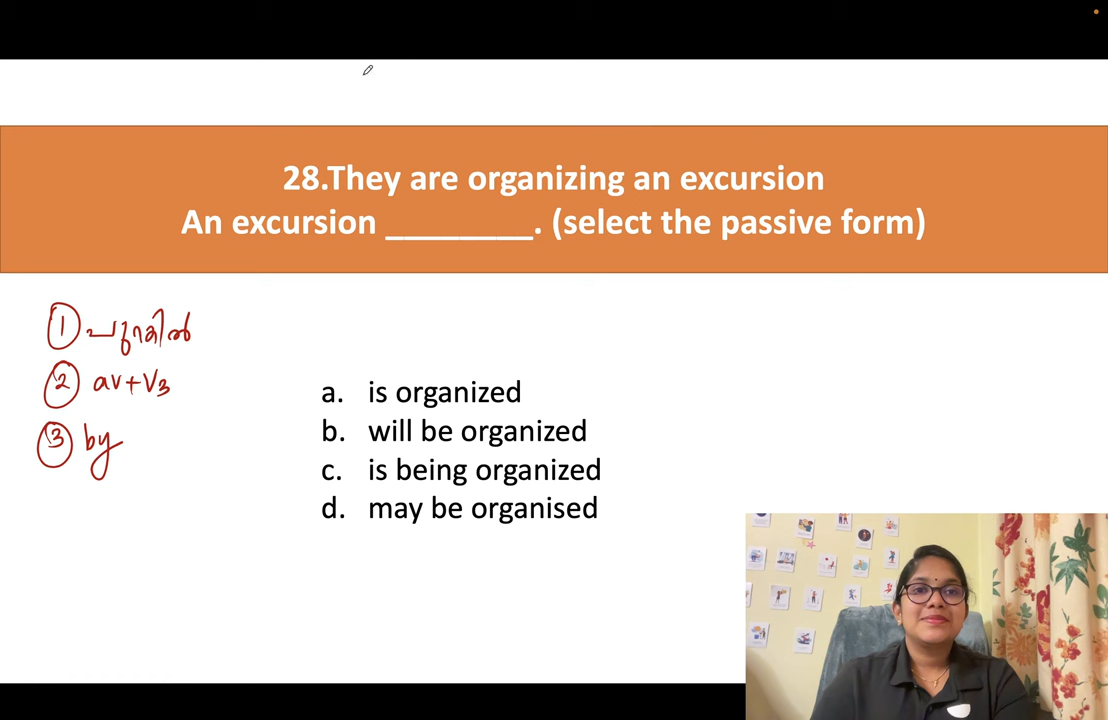 28.They are organizing an excursion
An excursion ________. (select the passive form)
①
② av+V3
③ by
a. is organized
b. will be organized
c. is being organized
d. may be organised